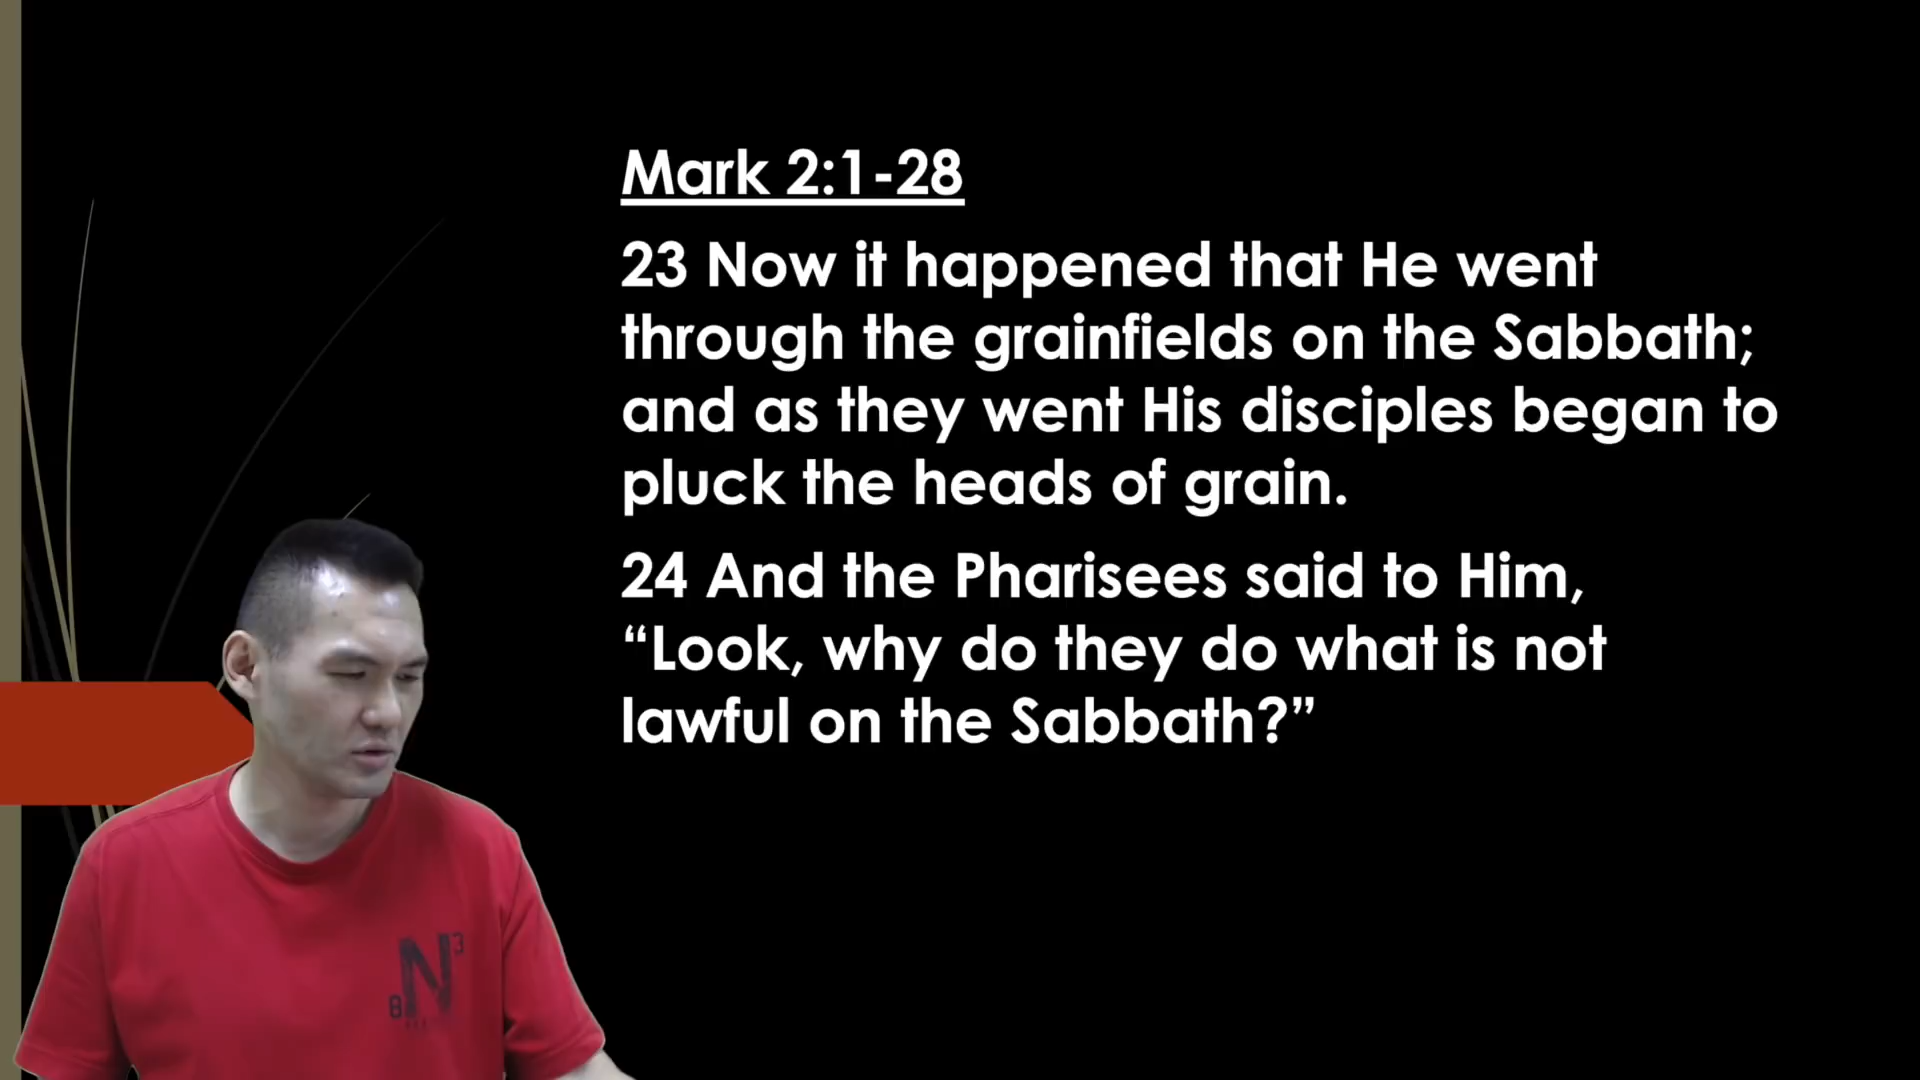 Mark 2:1-28
23 Now it happened that He went
through the grainfields on the Sabbath;
and as they went His disciples began to
pluck the heads of grain.
24 And the Pharisees said to Him,
“Look, why do they do what is not
lawful on the Sabbath?”
8N3